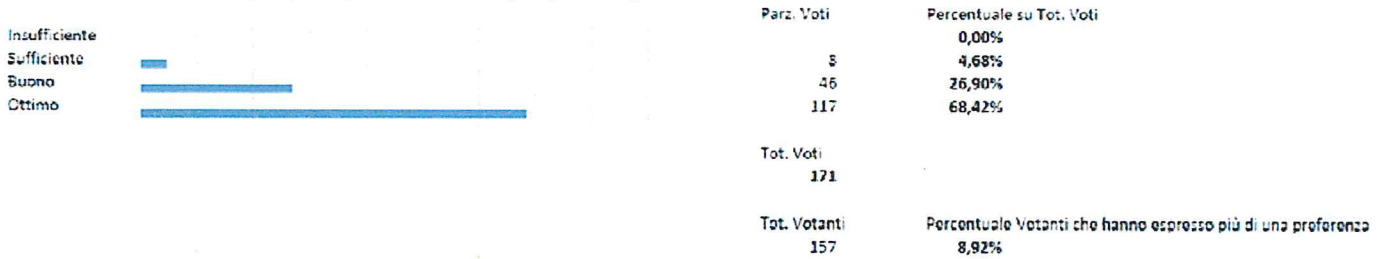 Parz. Voti Percentuale su Tot. Voti
Insufficiente 0,00%
Sufficiente 8 4,68%
Buono 46 26,90%
Ottimo 117 68,42%
Tot. Voti
171
Tot. Votanti Percentuale Votanti che hanno espresso più di una preferenza
157 8,92%